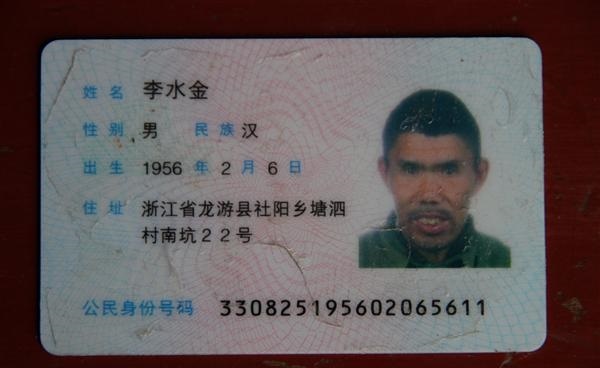 姓名 李水金
性别 男 民族 汉
出生 1956 年 2 月 6 日
住址 浙江省龙游县社阳乡塘泗
村南坑２２号
公民身份号码 330825195602065611